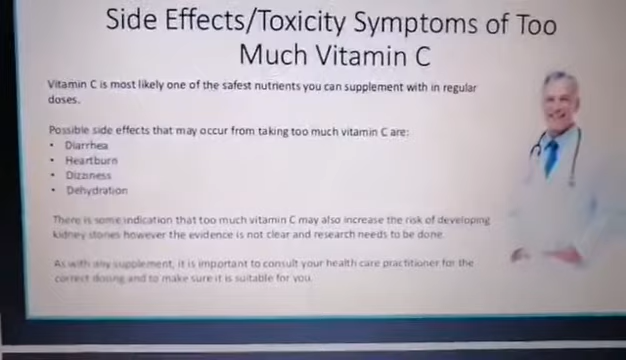 Side Effects/Toxicity Symptoms of Too
Much Vitamin C
Vitamin C is most likely one of the safest nutrients you can supplement with in regular
doses.
Possible side effects that may occur from taking too much vitamin C are:
• Diarrhea
• Heartburn
• Dizziness
• Dehydration
There is some indication that too much vitamin C may also increase the risk of developing
kidney stones however the evidence is not clear and research needs to be done.
As with any supplement, it is important to consult your health care practitioner for the
correct dosing and to make sure it is suitable for you.